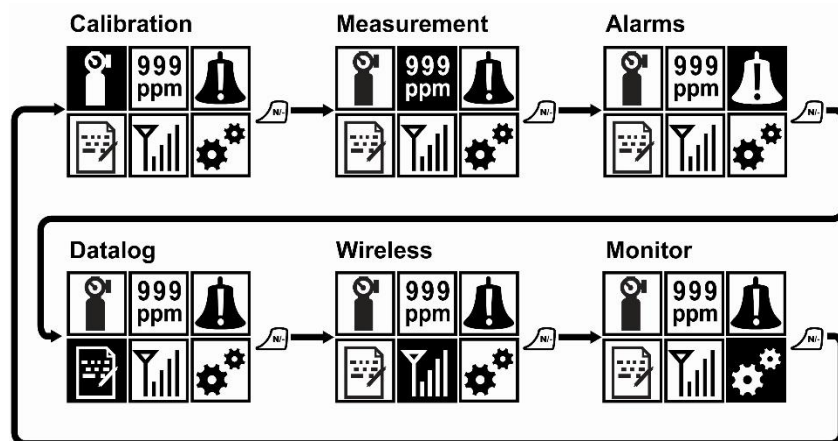 Calibration Measurement Alarms
999 ppm 999 ppm 999 ppm
N/- N/- N/-
Datalog Wireless Monitor
999 ppm 999 ppm 999 ppm
N/- N/- N/-